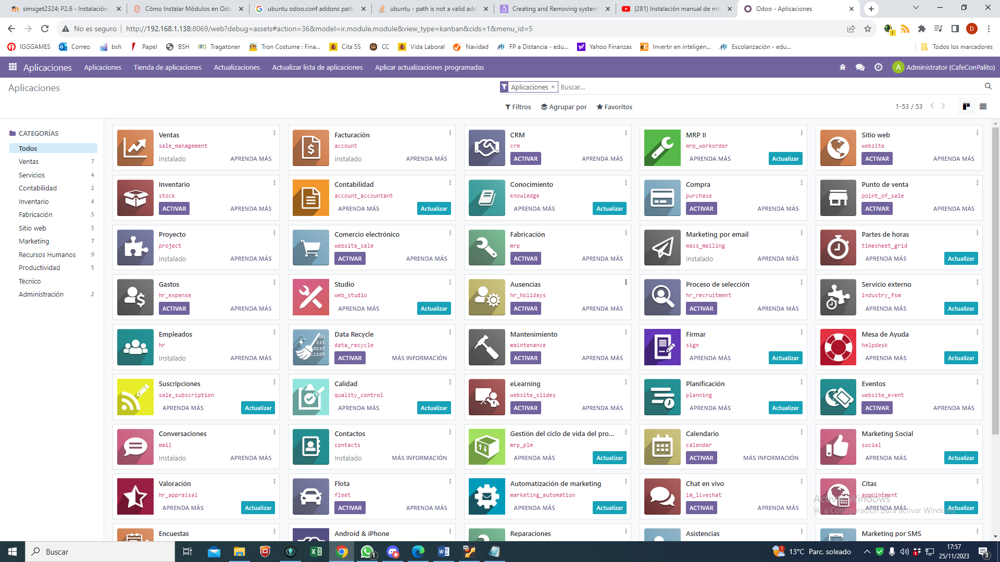 simsget2324: P2.6 - Instalación
Cómo Instalar Módulos en Odo
ubuntu odoo.conf addons path
ubuntu - path is not a valid add
Creating and Removing system
(281) Instalación manual de mó
Odoo - Aplicaciones
No es seguro
http://192.168.1.138:8069/web?debug=assets#action=36&model=ir.module.module&view_type=kanban&cids=1&menu_id=5
D
IGGGAMES
Correo
bsh
Papel
BSH
Tragatoner
Tron Costume : Fina...
Cita SS
CC
Vida Laboral
Navidad
FP a Distancia - edu...
Yahoo Finanzas
Invertir en inteligen...
Escolarización - edu...
Todos los marcadores
Aplicaciones
Aplicaciones
Tienda de aplicaciones
Actualizaciones
Actualizar lista de aplicaciones
Aplicar actualizaciones programadas
A
Administrator (CafeConPalito)
Aplicaciones
Aplicaciones ×
Buscar...
Filtros
Agrupar por
Favoritos
1-53 / 53
CATEGORÍAS
Todos
Ventas 7
Servicios 4
Contabilidad 2
Inventario 4
Fabricación 5
Sitio web 5
Marketing 7
Recursos Humanos 9
Productividad 5
Técnico
Administración 2
Ventas
sale_management
Instalado APRENDA MÁS
Facturación
account
Instalado APRENDA MÁS
CRM
crm
ACTIVAR APRENDA MÁS
MRP II
mrp_workorder
APRENDA MÁS Actualizar
Sitio web
website
ACTIVAR APRENDA MÁS
Inventario
stock
ACTIVAR APRENDA MÁS
Contabilidad
account_accountant
APRENDA MÁS Actualizar
Conocimiento
knowledge
APRENDA MÁS Actualizar
Compra
purchase
ACTIVAR APRENDA MÁS
Punto de venta
point_of_sale
ACTIVAR APRENDA MÁS
Proyecto
project
Instalado APRENDA MÁS
Comercio electrónico
website_sale
ACTIVAR APRENDA MÁS
Fabricación
mrp
ACTIVAR APRENDA MÁS
Marketing por email
mass_mailing
Instalado APRENDA MÁS
Partes de horas
timesheet_grid
APRENDA MÁS Actualizar
Gastos
hr_expense
ACTIVAR APRENDA MÁS
Studio
web_studio
APRENDA MÁS Actualizar
Ausencias
hr_holidays
ACTIVAR APRENDA MÁS
Proceso de selección
hr_recruitment
ACTIVAR APRENDA MÁS
Servicio externo
industry_fsm
APRENDA MÁS Actualizar
Empleados
hr
Instalado APRENDA MÁS
Data Recycle
data_recycle
ACTIVAR MÁS INFORMACIÓN
Mantenimiento
maintenance
ACTIVAR APRENDA MÁS
Firmar
sign
APRENDA MÁS Actualizar
Mesa de Ayuda
helpdesk
APRENDA MÁS Actualizar
Suscripciones
sale_subscription
APRENDA MÁS Actualizar
Calidad
quality_control
APRENDA MÁS Actualizar
eLearning
website_slides
ACTIVAR APRENDA MÁS
Planificación
planning
APRENDA MÁS Actualizar
Eventos
website_event
ACTIVAR APRENDA MÁS
Conversaciones
mail
Instalado APRENDA MÁS
Contactos
contacts
Instalado MÁS INFORMACIÓN
Gestión del ciclo de vida del pro...
mrp_plm
APRENDA MÁS Actualizar
Calendario
calendar
ACTIVAR MÁS INFORMACIÓN
Marketing Social
social
APRENDA MÁS Actualizar
Valoración
hr_appraisal
APRENDA MÁS Actualizar
Flota
fleet
ACTIVAR APRENDA MÁS
Automatización de marketing
marketing_automation
APRENDA MÁS Actualizar
Chat en vivo
im_livechat
ACTIVAR APRENDA MÁS
Citas
appointment
APRENDA MÁS Actualizar
Activar Windows
Ve a Configuración para activar Windows.
Encuestas
Android & iPhone
Reparaciones
Asistencias
Marketing por SMS
Buscar
1
13°C Parc. soleado
17:57
25/11/2023
3